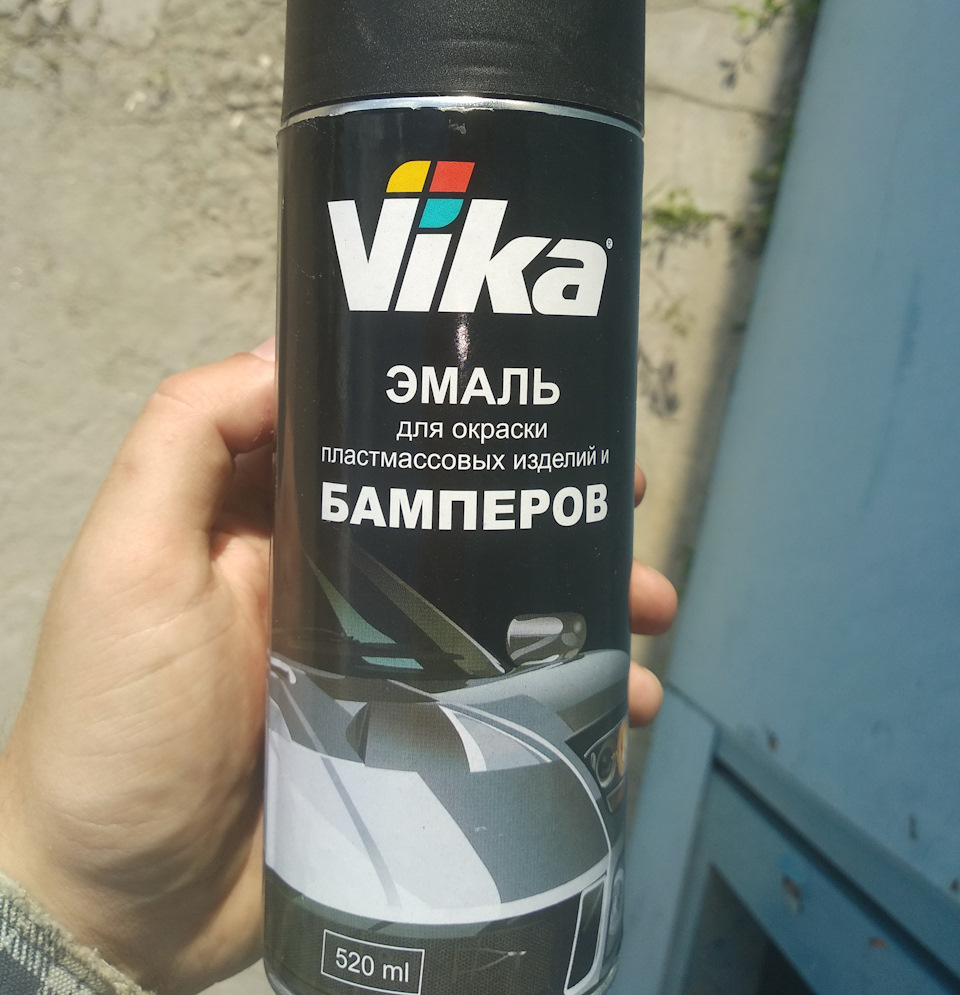 Vika®
ЭМАЛЬ
для окраски
пластмассовых изделий и
БАМПЕРОВ
520 ml